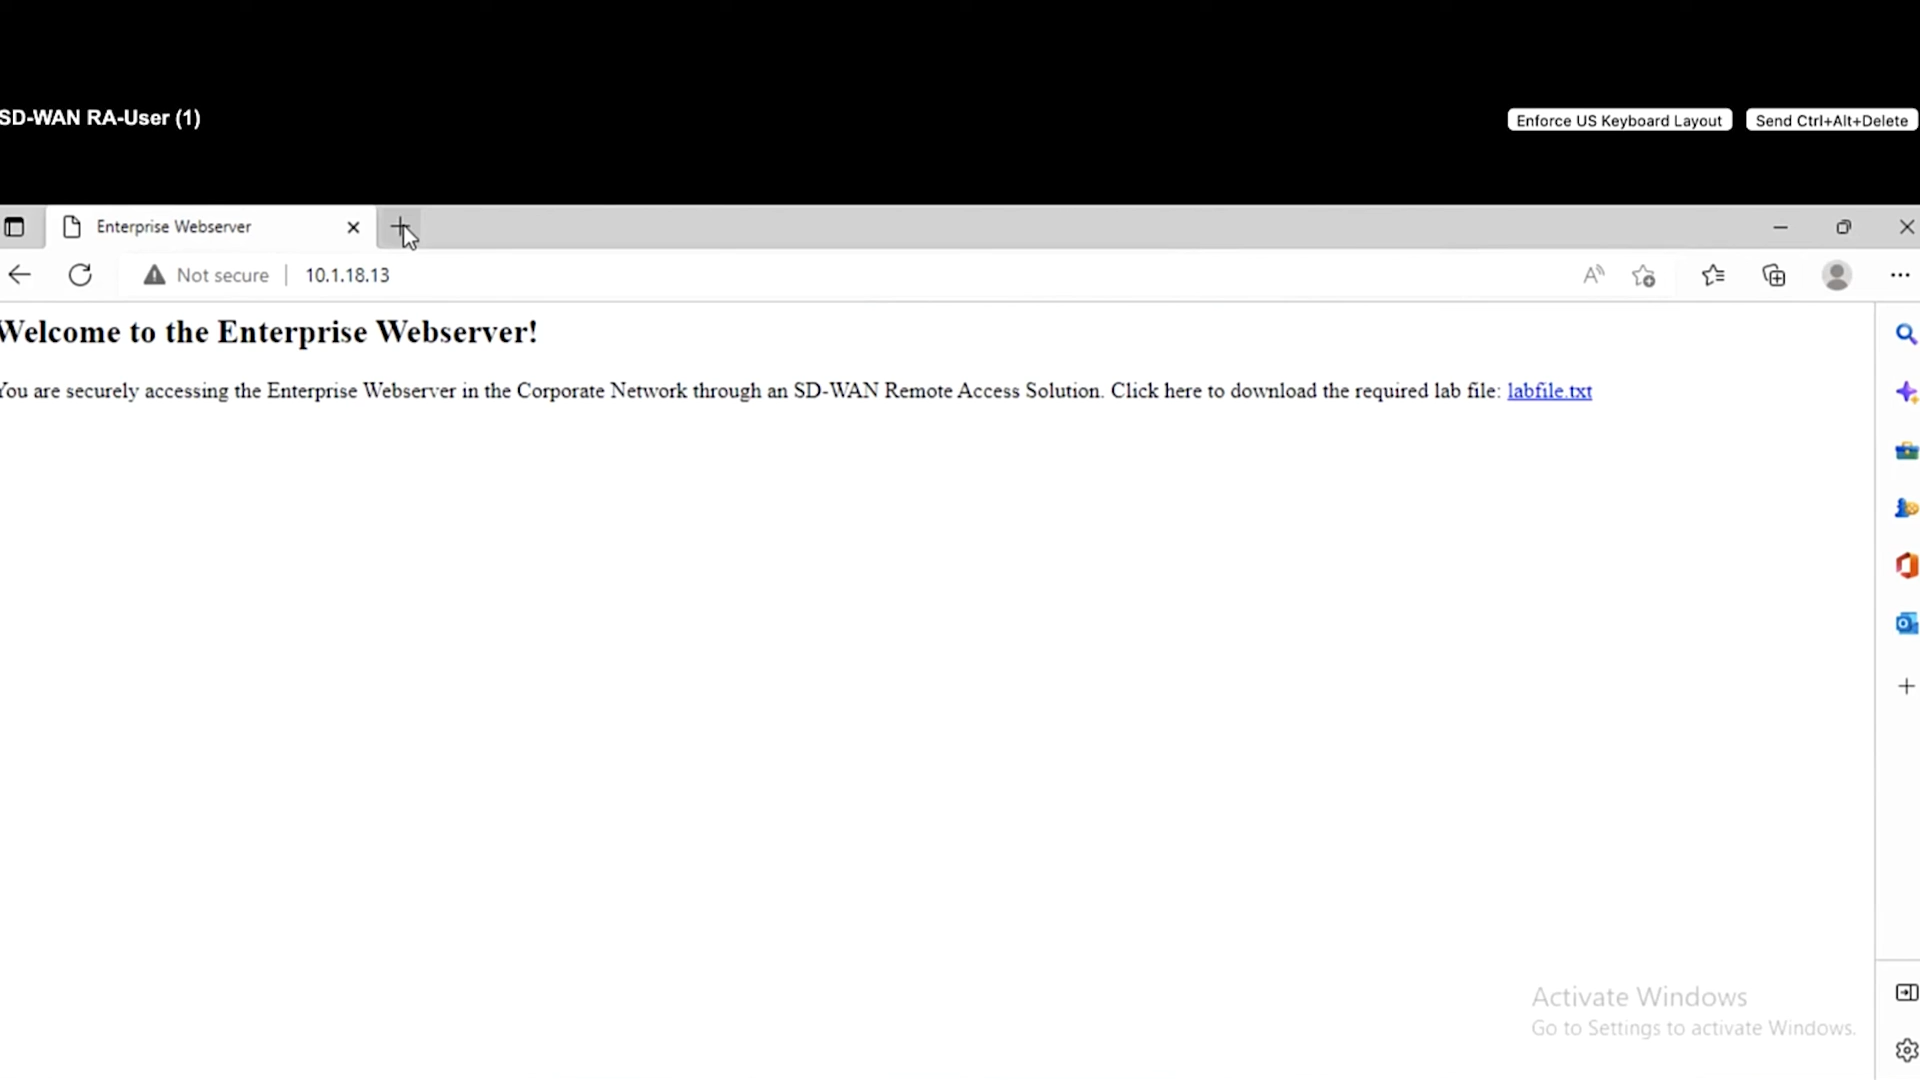 SD-WAN RA-User (1)
Enforce US Keyboard Layout
Send Ctrl+Alt+Delete
Enterprise Webserver
Not secure
10.1.18.13
Welcome to the Enterprise Webserver!
You are securely accessing the Enterprise Webserver in the Corporate Network through an SD-WAN Remote Access Solution. Click here to download the required lab file: labfile.txt
Activate Windows
Go to Settings to activate Windows.